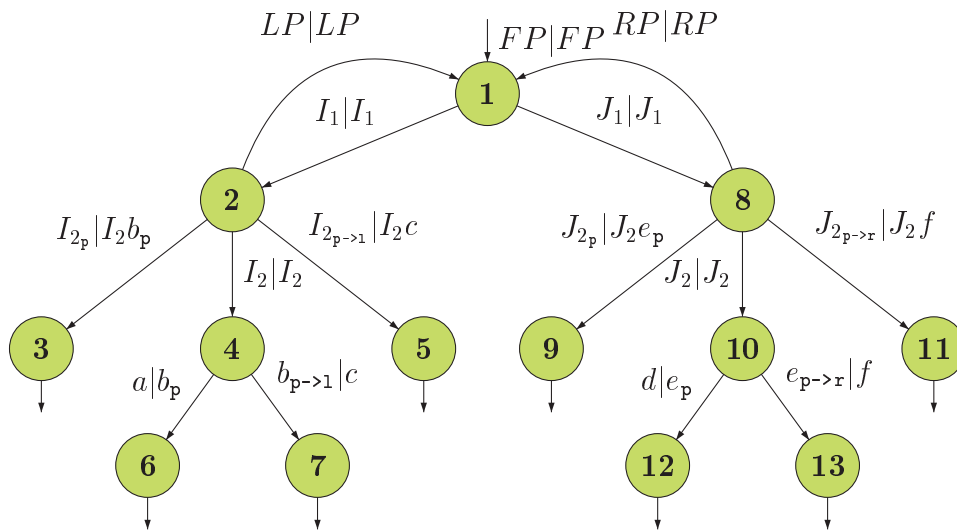 LP|LP
FP|FP
RP|RP
1
I₁|I₁
J₁|J₁
2
8
I₂ₚ|I₂bₚ
I₂ₚ₋>ₗ|I₂c
J₂ₚ|J₂eₚ
J₂ₚ₋>ᵣ|J₂f
I₂|I₂
J₂|J₂
3
4
5
9
10
11
a|bₚ
bₚ₋>ₗ|c
d|eₚ
eₚ₋>ᵣ|f
6
7
12
13